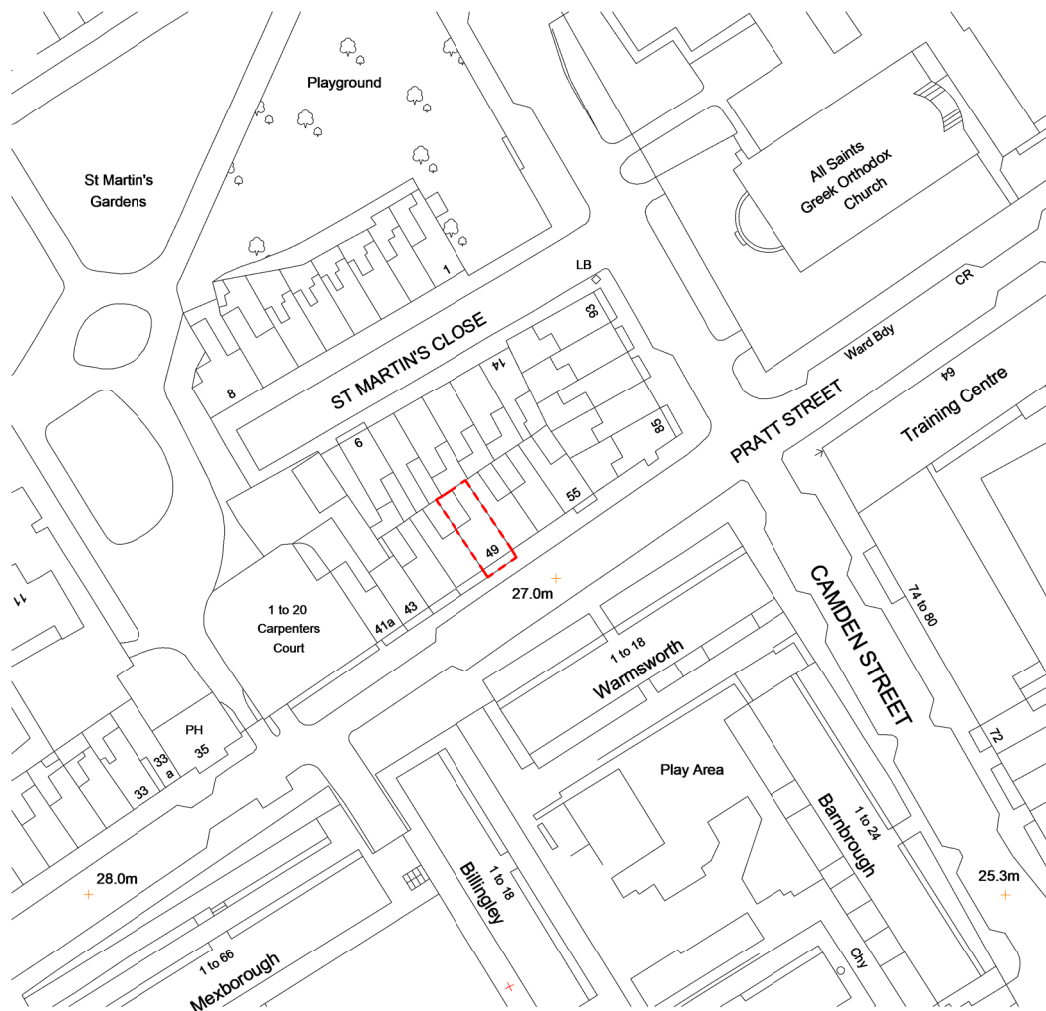 Playground
St Martin's
Gardens
All Saints
Greek Orthodox
Church
1
LB
CR
93
Ward Bdy
ST MARTIN'S CLOSE
8
14
64
Training Centre
PRATT STREET
6
85
55
49
27.0m
CAMDEN STREET
74 to 80
11
1 to 20
Carpenters
Court
41a
43
1 to 18
Warmsworth
PH
35
33
a
33
72
Play Area
28.0m
1 to 24
Barnbrough
1 to 18
Billingley
25.3m
1 to 66
Mexborough
Chy